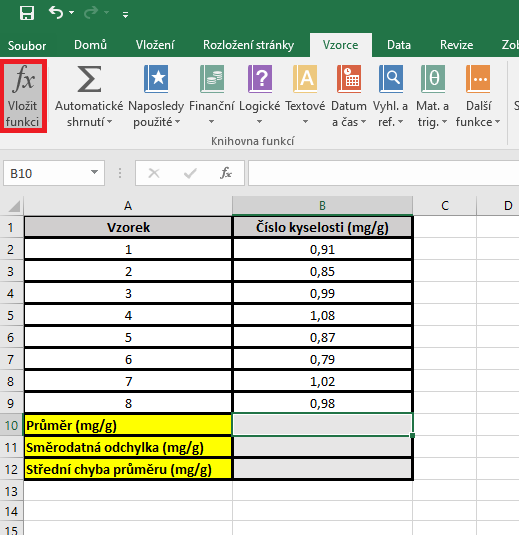 Soubor Domů Vložení Rozložení stránky Vzorce Data Revize Zob
fx Σ ? A θ
Vložit funkci Automatické shrnutí Naposledy použité Finanční Logické Textové Datum a čas Vyhl. a ref. Mat. a trig. Další funkce S
Knihovna funkcí
B10 fx
A B C D
1 Vzorek Číslo kyselosti (mg/g)
2 1 0,91
3 2 0,85
4 3 0,99
5 4 1,08
6 5 0,87
7 6 0,79
8 7 1,02
9 8 0,98
10 Průměr (mg/g)
11 Směrodatná odchylka (mg/g)
12 Střední chyba průměru (mg/g)
13
14
15